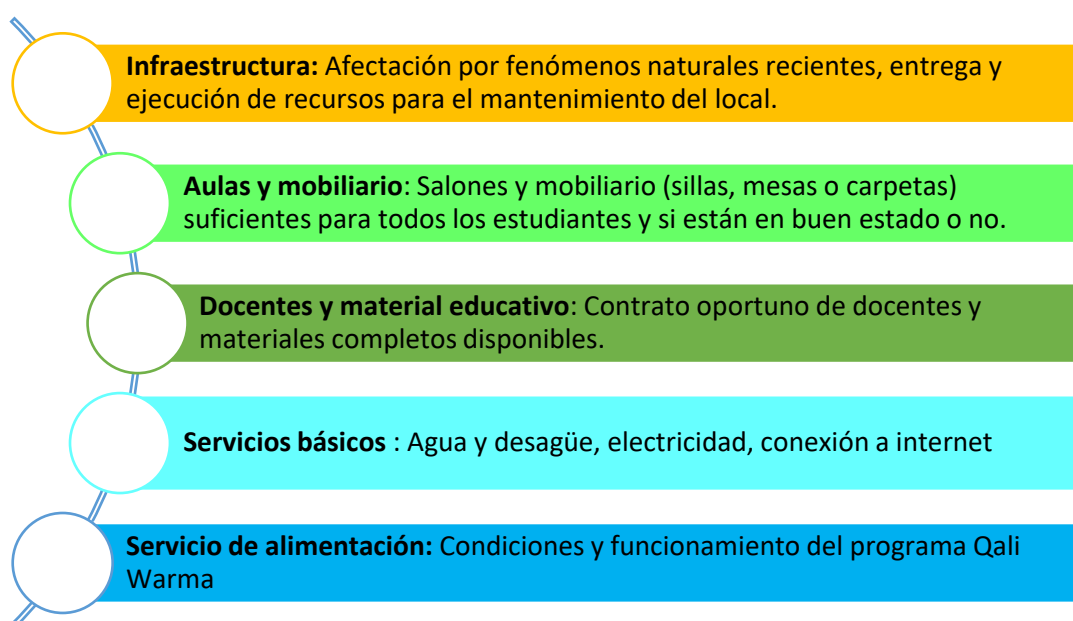 Infraestructura: Afectación por fenómenos naturales recientes, entrega y
ejecución de recursos para el mantenimiento del local.
Aulas y mobiliario: Salones y mobiliario (sillas, mesas o carpetas)
suficientes para todos los estudiantes y si están en buen estado o no.
Docentes y material educativo: Contrato oportuno de docentes y
materiales completos disponibles.
Servicios básicos : Agua y desagüe, electricidad, conexión a internet
Servicio de alimentación: Condiciones y funcionamiento del programa Qali
Warma